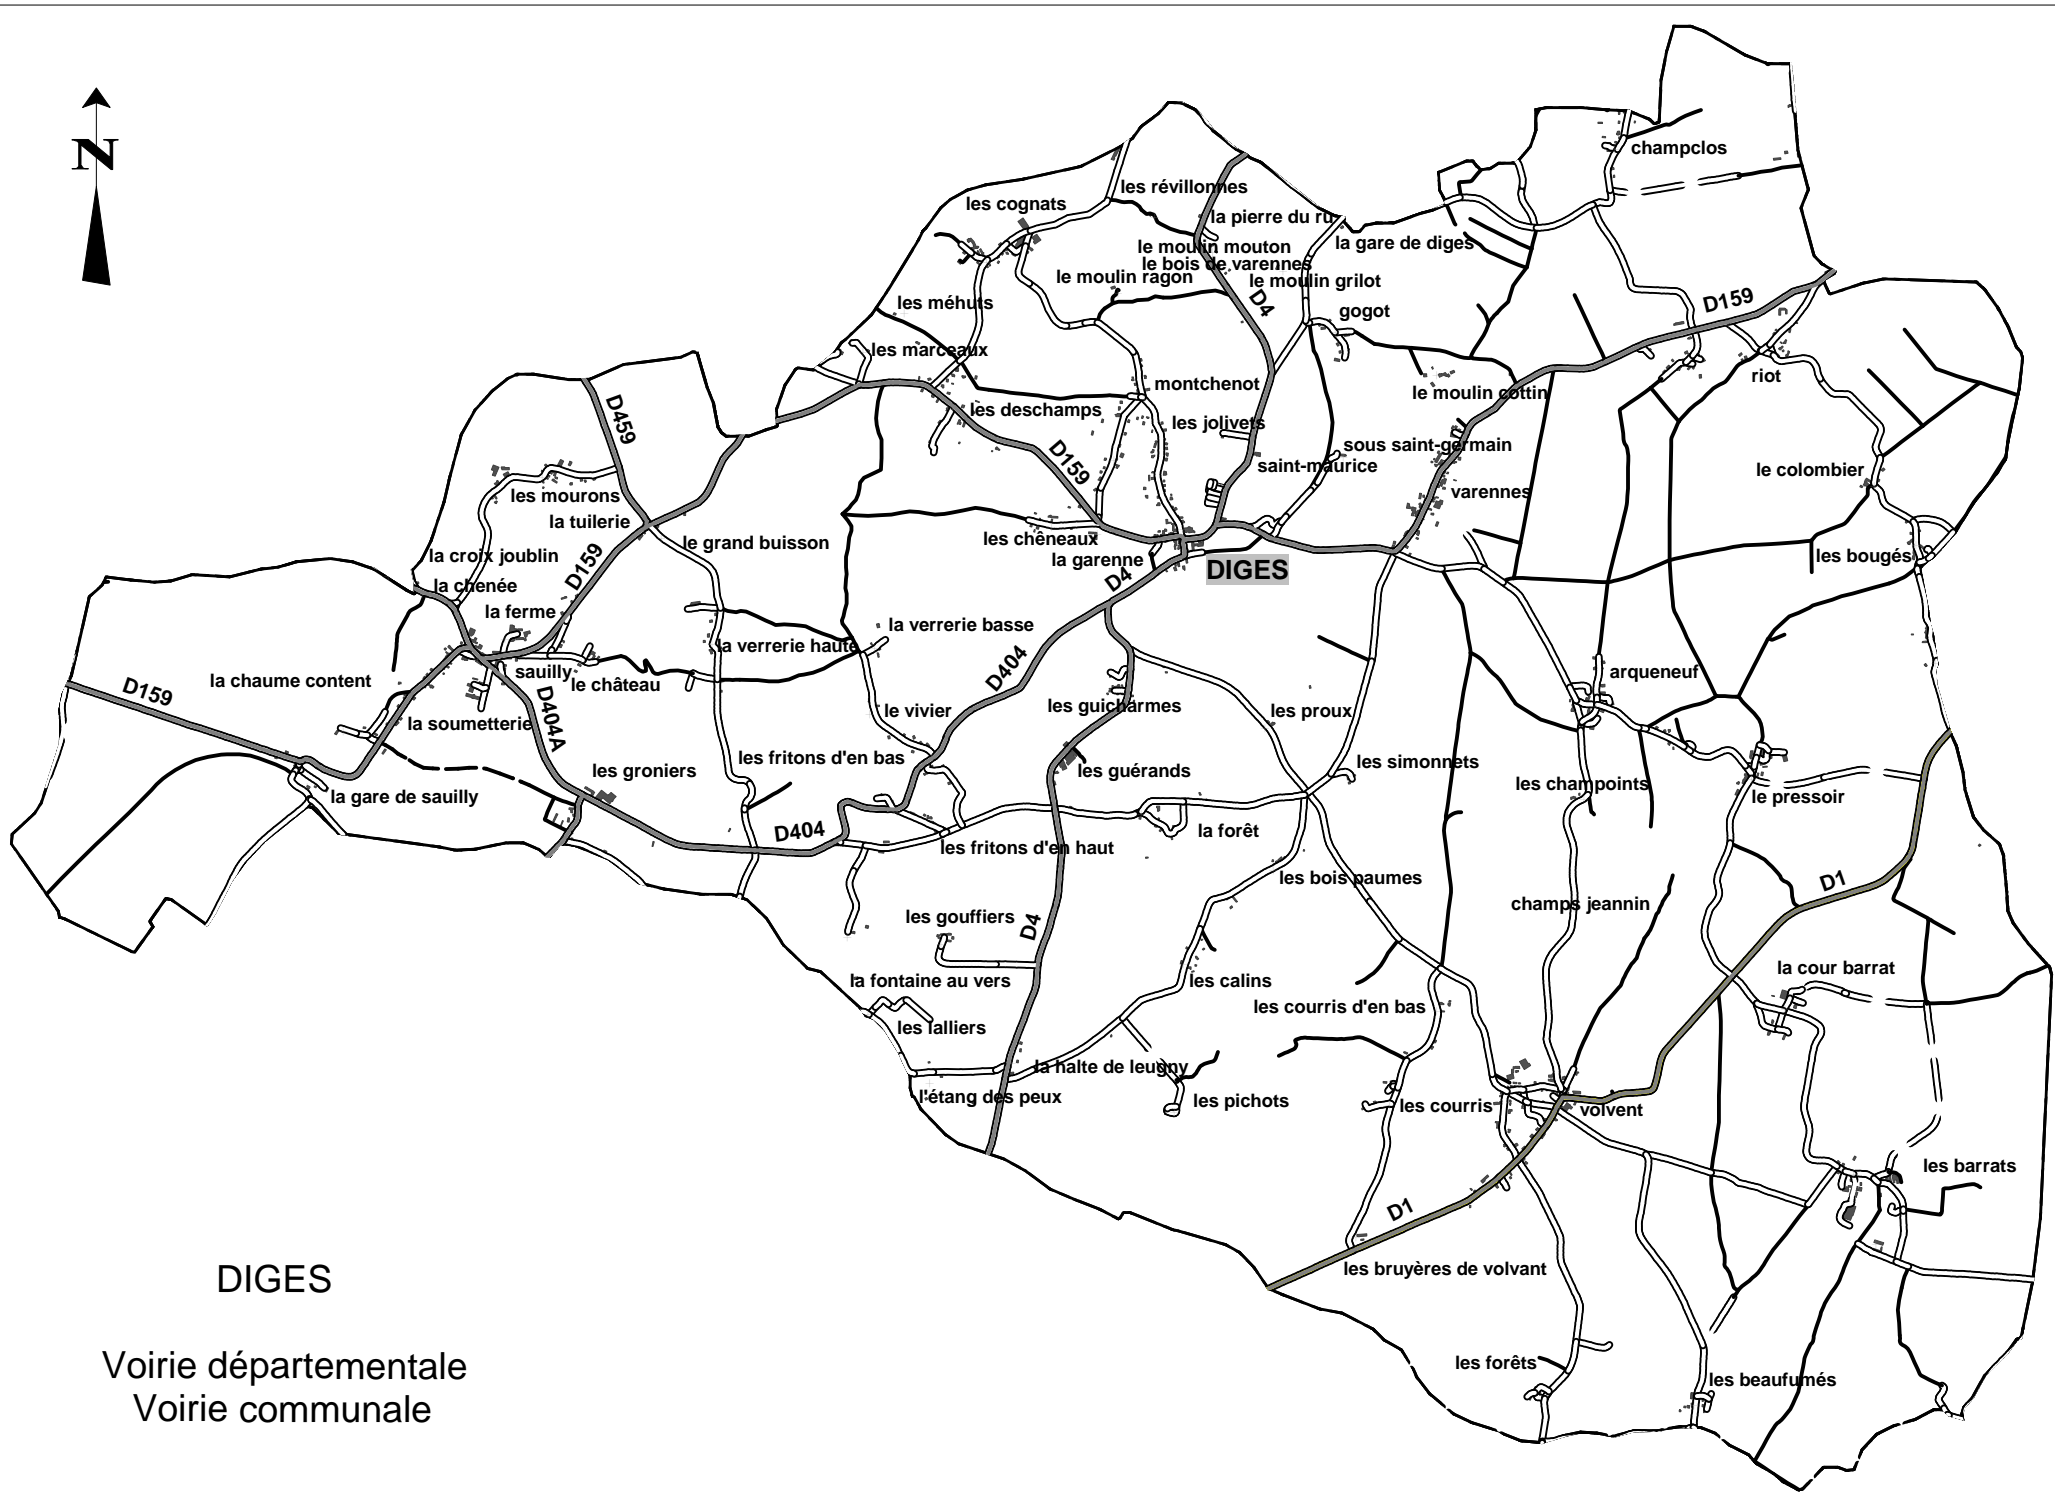 N
champclos
les révillonnes
les cognats
la pierre du ru
la gare de diges
le moulin mouton
le bois de varennes
le moulin ragon
le moulin grilot
D4
D159
les méhuts
gogot
les marceaux
riot
montchenot
le moulin cottin
les deschamps
les jolivets
D459
sous saint-germain
D159
saint-maurice
le colombier
les mourons
varennes
la tuilerie
le grand buisson
les chêneaux
la croix joublin
D159
la garenne
DIGES
les bougés
D4
la chenée
la ferme
la verrerie basse
la verrerie haute
D404
sauilly
arqueneuf
la chaume content
D159
le château
les guicharmes
le vivier
les proux
la soumetterie
D404A
les fritons d'en bas
les simonnets
les groniers
les guérands
les champoints
la gare de sauilly
le pressoir
D404
la forêt
les fritons d'en haut
les bois paumes
D1
champs jeannin
les gouffiers
D4
la cour barrat
la fontaine au vers
les calins
les courris d'en bas
les lalliers
la halte de leugny
l'étang des peux
les pichots
les courris
volvent
les barrats
D1
les bruyères de volvant
DIGES
les forêts
Voirie départementale
les beaufumés
Voirie communale